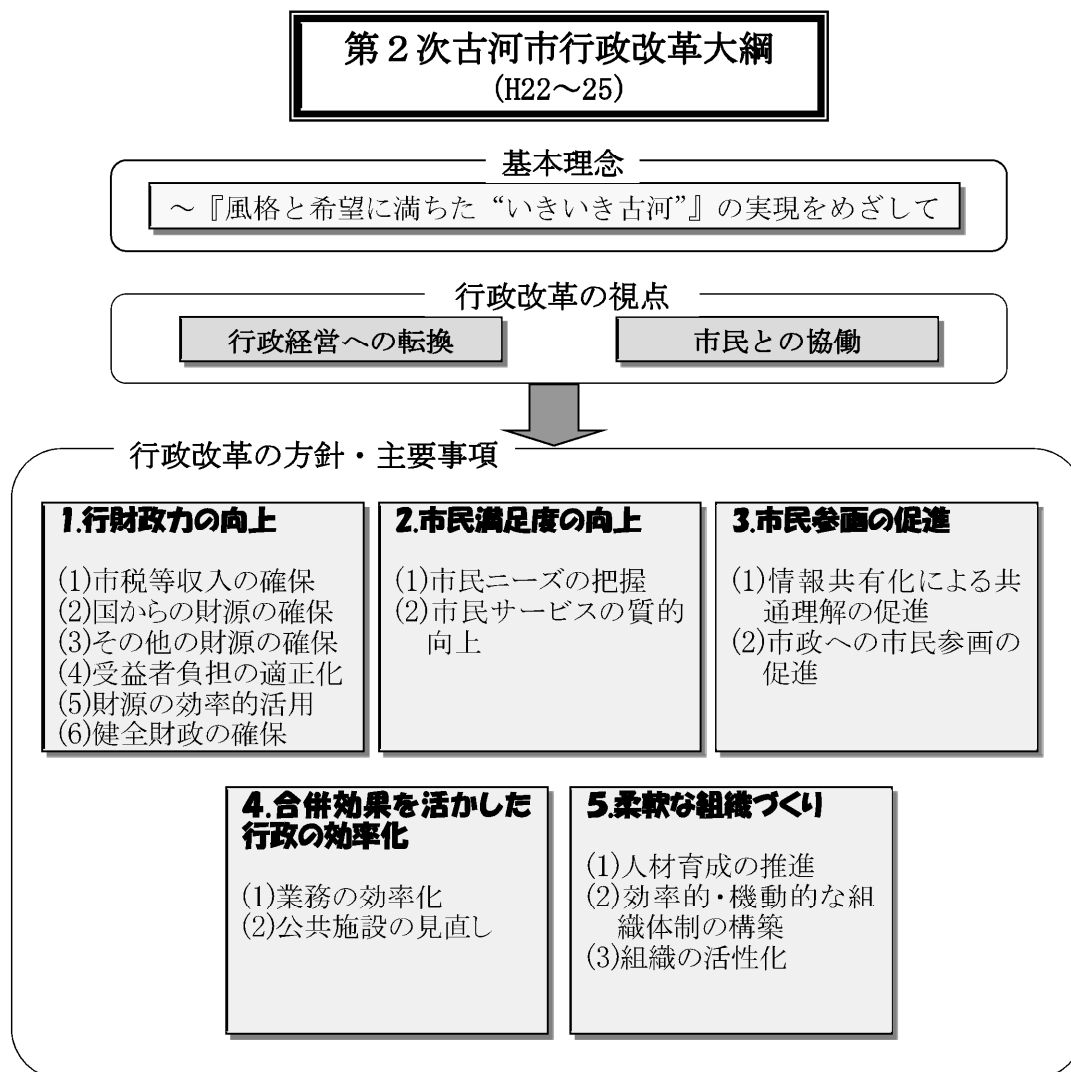 第２次古河市行政改革大綱
(H22～25)
基本理念
～『風格と希望に満ちた“いきいき古河”』の実現をめざして
行政改革の視点
行政経営への転換
市民との協働
行政改革の方針・主要事項
1.行財政力の向上
(1)市税等収入の確保
(2)国からの財源の確保
(3)その他の財源の確保
(4)受益者負担の適正化
(5)財源の効率的活用
(6)健全財政の確保
2.市民満足度の向上
(1)市民ニーズの把握
(2)市民サービスの質的
向上
3.市民参画の促進
(1)情報共有化による共
通理解の促進
(2)市政への市民参画の
促進
4.合併効果を活かした
行政の効率化
(1)業務の効率化
(2)公共施設の見直し
5.柔軟な組織づくり
(1)人材育成の推進
(2)効率的・機動的な組
織体制の構築
(3)組織の活性化